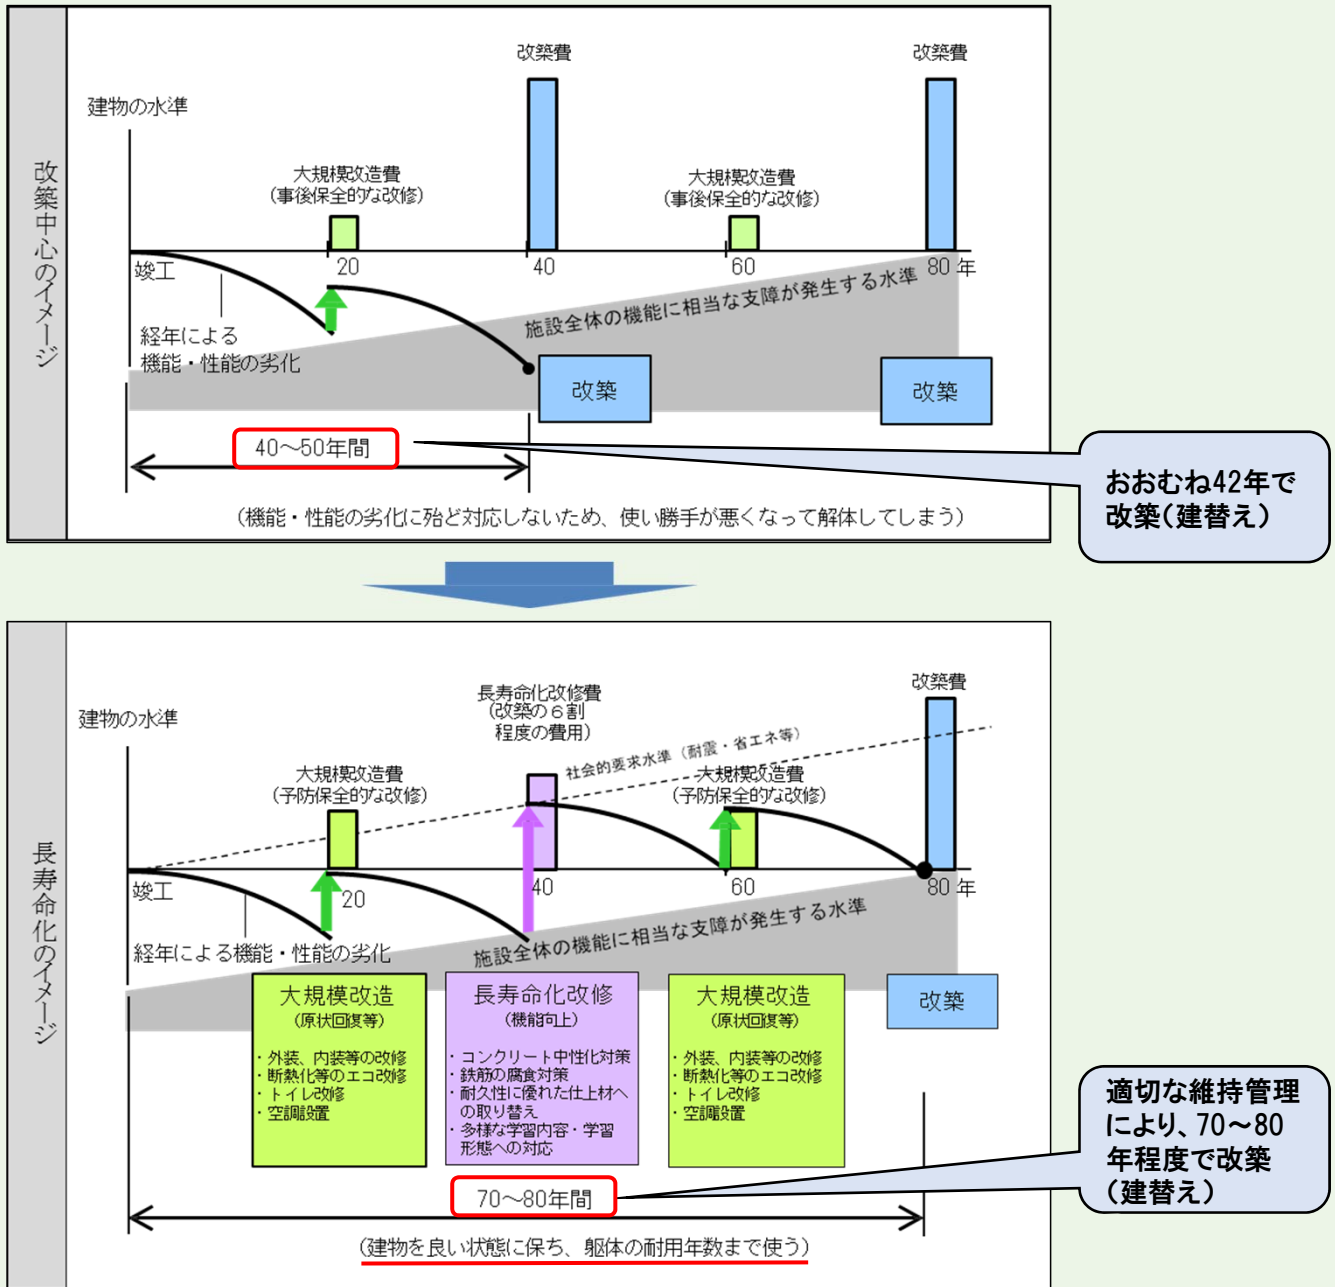 改築中心のイメージ
建物の水準
改築費
改築費
大規模改造費
(事後保全的な改修)
大規模改造費
(事後保全的な改修)
竣工
20
40
60
80 年
経年による
機能・性能の劣化
施設全体の機能に相当な支障が発生する水準
改築
改築
40～50年間
(機能・性能の劣化に殆ど対応しないため、使い勝手が悪くなって解体してしまう)
おおむね42年で
改築(建替え)
長寿命化のイメージ
建物の水準
長寿命化改修費
(改築の6割
程度の費用)
改築費
社会的要求水準(耐震・省エネ等)
大規模改造費
(予防保全的な改修)
大規模改造費
(予防保全的な改修)
竣工
20
40
60
80 年
経年による機能・性能の劣化
施設全体の機能に相当な支障が発生する水準
大規模改造
(原状回復等)
・外装、内装等の改修
・断熱化等のエコ改修
・トイレ改修
・空調設置
長寿命化改修
(機能向上)
・コンクリート中性化対策
・鉄筋の腐食対策
・耐久性に優れた仕上材へ
の取り替え
・多様な学習内容・学習
形態への対応
大規模改造
(原状回復等)
・外装、内装等の改修
・断熱化等のエコ改修
・トイレ改修
・空調設置
改築
70～80年間
(建物を良い状態に保ち、躯体の耐用年数まで使う)
適切な維持管理
により、70～80
年程度で改築
(建替え)